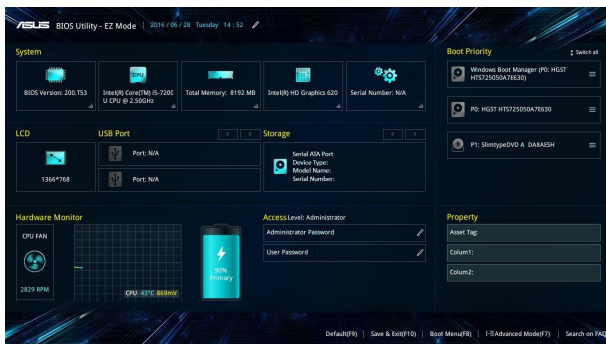 ASUS BIOS Utility - EZ Mode 2016 / 06 / 28 Tuesday 14 : 52
System
BIOS Version: 200.T53
CPU
Intel(R) Core(TM) i5-7200
U CPU @ 2.50GHz
Total Memory: 8192 MB
Intel(R) HD Graphics 620
Serial Number: N/A
Boot Priority
Switch all
Windows Boot Manager (P0: HGST
HTS725050A7E630)
P0: HGST HTS725050A7E630
P1: SlimtypeDVD A DA8AESH
LCD
1366*768
USB Port
Port: N/A
Port: N/A
Storage
Serial ATA Port
Device Type:
Model Name:
Serial Number:
Hardware Monitor
CPU FAN
2829 RPM
CPU 43°C 869mV
90%
Primary
Access Level: Administrator
Administrator Password
User Password
Property
Asset Tag:
Colum1:
Colum2:
Default(F9) | Save & Exit(F10) | Boot Menu(F8) | Advanced Mode(F7) | Search on FAQ